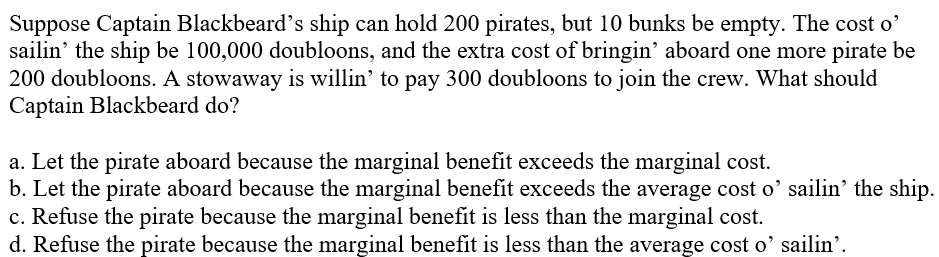 Suppose Captain Blackbeard’s ship can hold 200 pirates, but 10 bunks be empty. The cost o’
sailin’ the ship be 100,000 doubloons, and the extra cost of bringin’ aboard one more pirate be
200 doubloons. A stowaway is willin’ to pay 300 doubloons to join the crew. What should
Captain Blackbeard do?
a. Let the pirate aboard because the marginal benefit exceeds the marginal cost.
b. Let the pirate aboard because the marginal benefit exceeds the average cost o’ sailin’ the ship.
c. Refuse the pirate because the marginal benefit is less than the marginal cost.
d. Refuse the pirate because the marginal benefit is less than the average cost o’ sailin’.